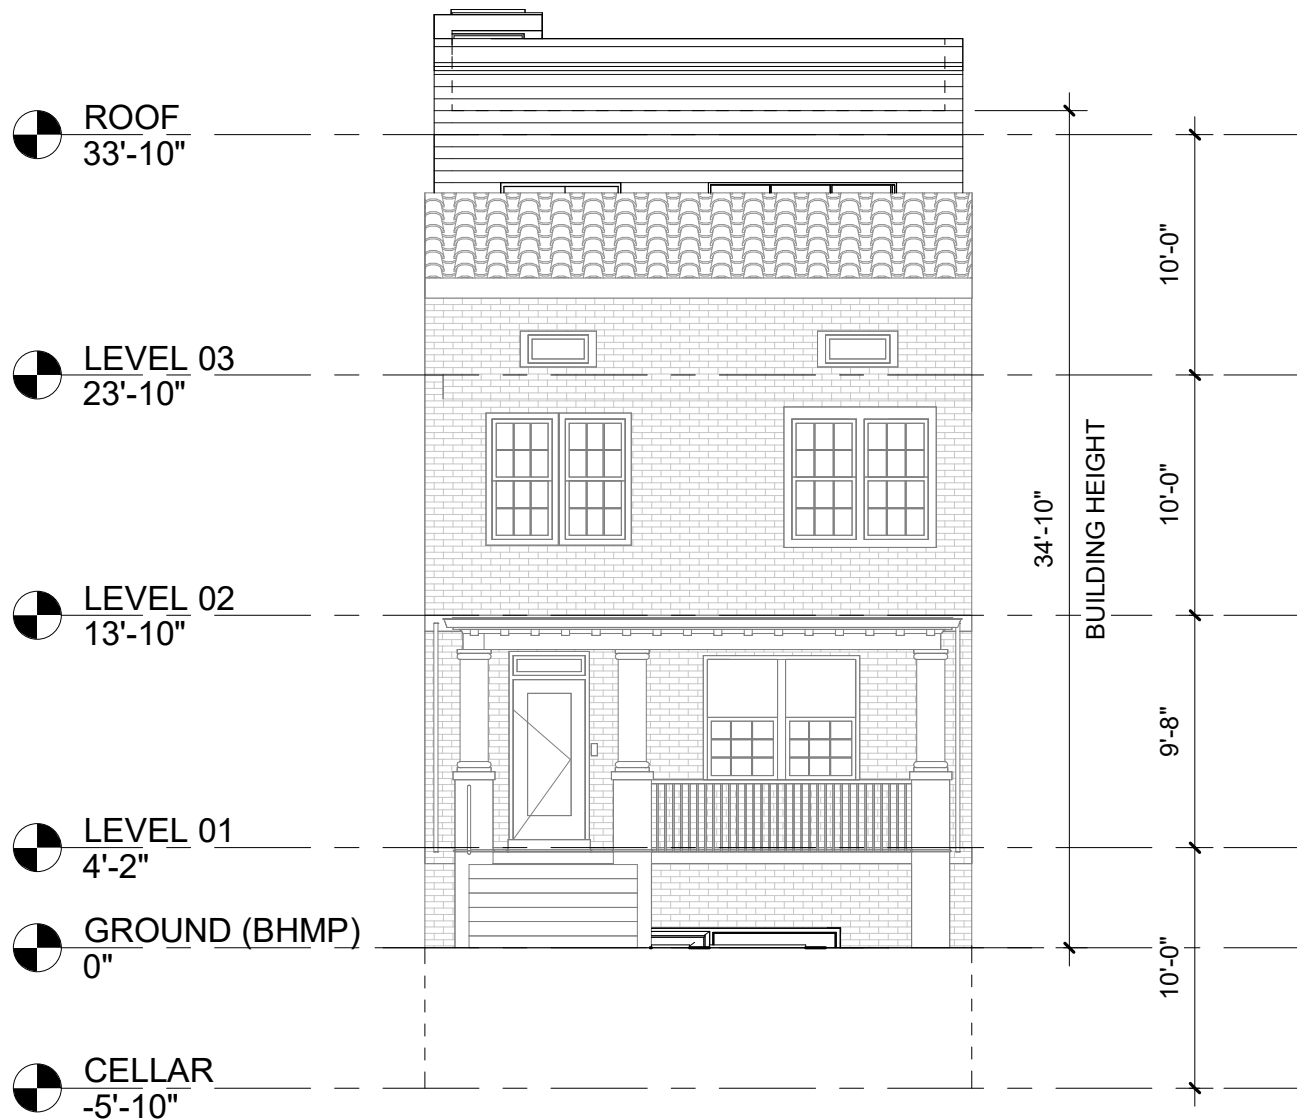 ROOF
33'-10"
LEVEL 03
23'-10"
LEVEL 02
13'-10"
LEVEL 01
4'-2"
GROUND (BHMP)
0"
CELLAR
-5'-10"
34'-10"
BUILDING HEIGHT
10'-0"
10'-0"
9'-8"
10'-0"